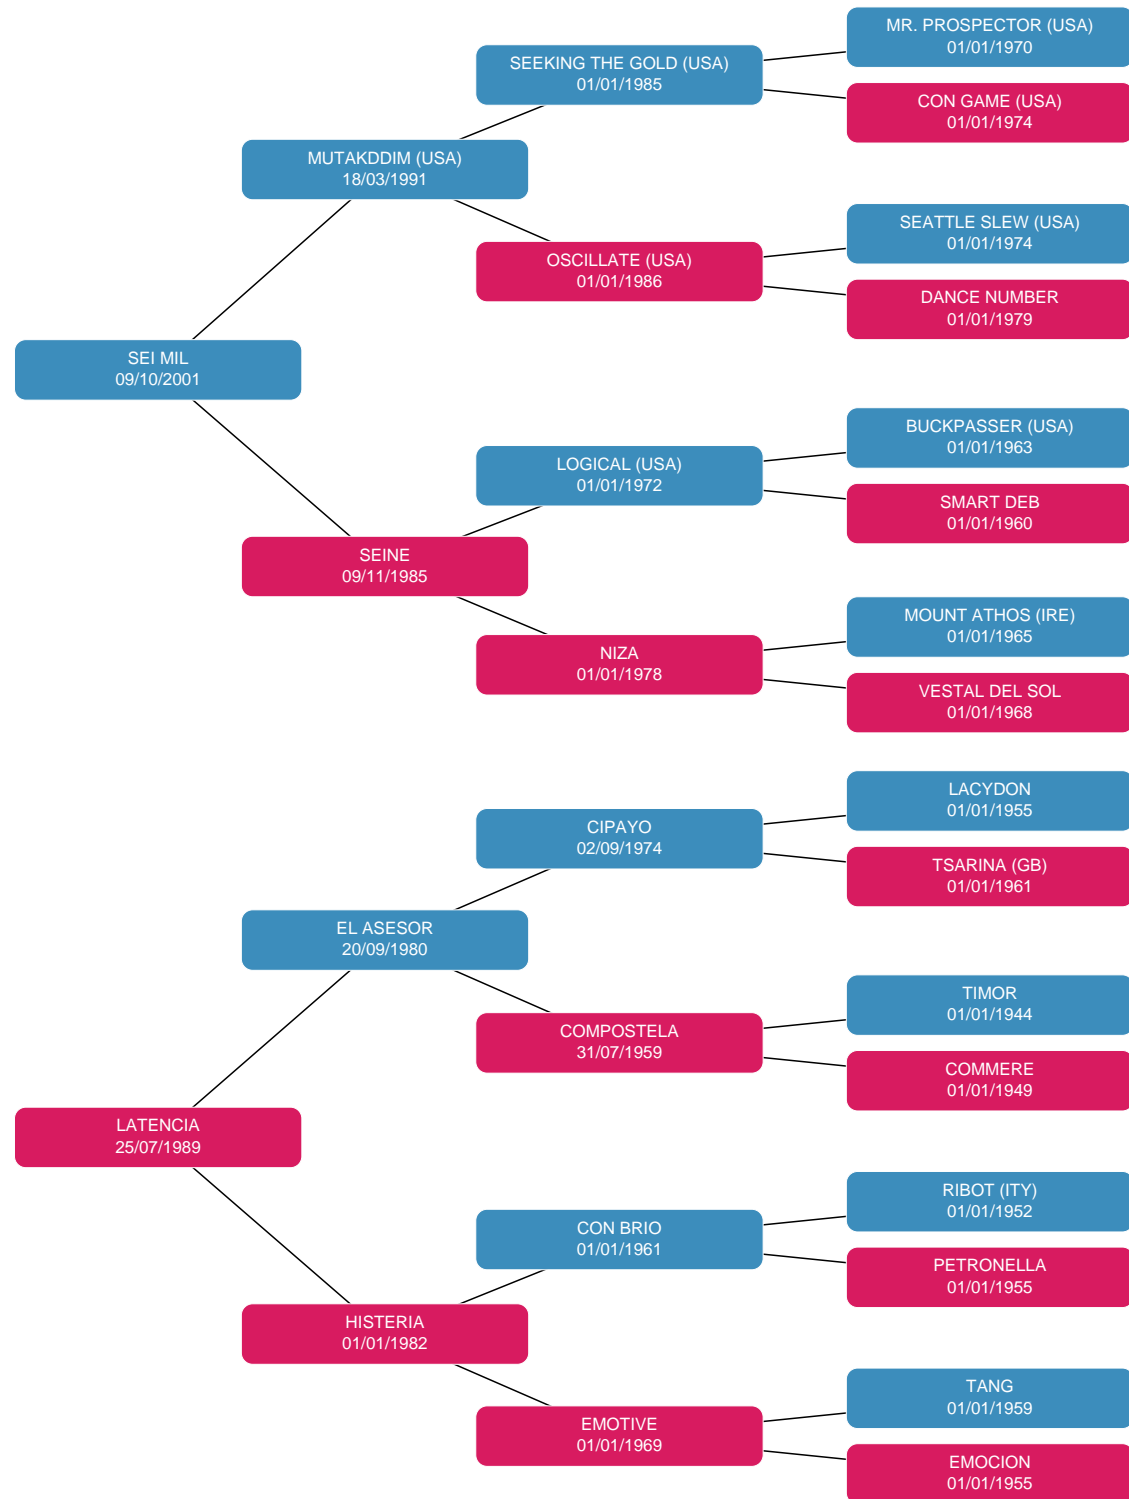 MR. PROSPECTOR (USA)
01/01/1970
SEEKING THE GOLD (USA)
01/01/1985
CON GAME (USA)
01/01/1974
MUTAKDDIM (USA)
18/03/1991
SEATTLE SLEW (USA)
01/01/1974
OSCILLATE (USA)
01/01/1986
DANCE NUMBER
01/01/1979
SEI MIL
09/10/2001
BUCKPASSER (USA)
01/01/1963
LOGICAL (USA)
01/01/1972
SMART DEB
01/01/1960
SEINE
09/11/1985
MOUNT ATHOS (IRE)
01/01/1965
NIZA
01/01/1978
VESTAL DEL SOL
01/01/1968
LACYDON
01/01/1955
CIPAYO
02/09/1974
TSARINA (GB)
01/01/1961
EL ASESOR
20/09/1980
TIMOR
01/01/1944
COMPOSTELA
31/07/1959
COMMERE
01/01/1949
LATENCIA
25/07/1989
RIBOT (ITY)
01/01/1952
CON BRIO
01/01/1961
PETRONELLA
01/01/1955
HISTERIA
01/01/1982
TANG
01/01/1959
EMOTIVE
01/01/1969
EMOCION
01/01/1955